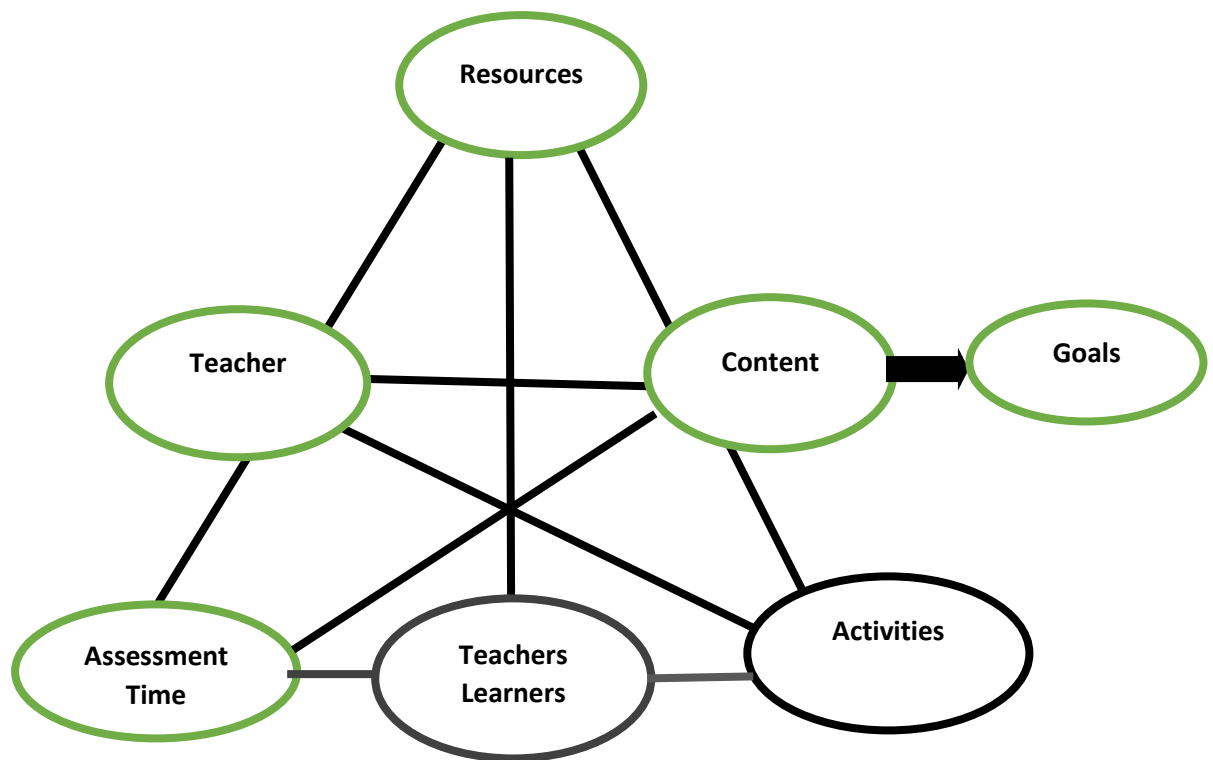 Resources
Teacher
Content
Goals
Assessment
Time
Teachers
Learners
Activities